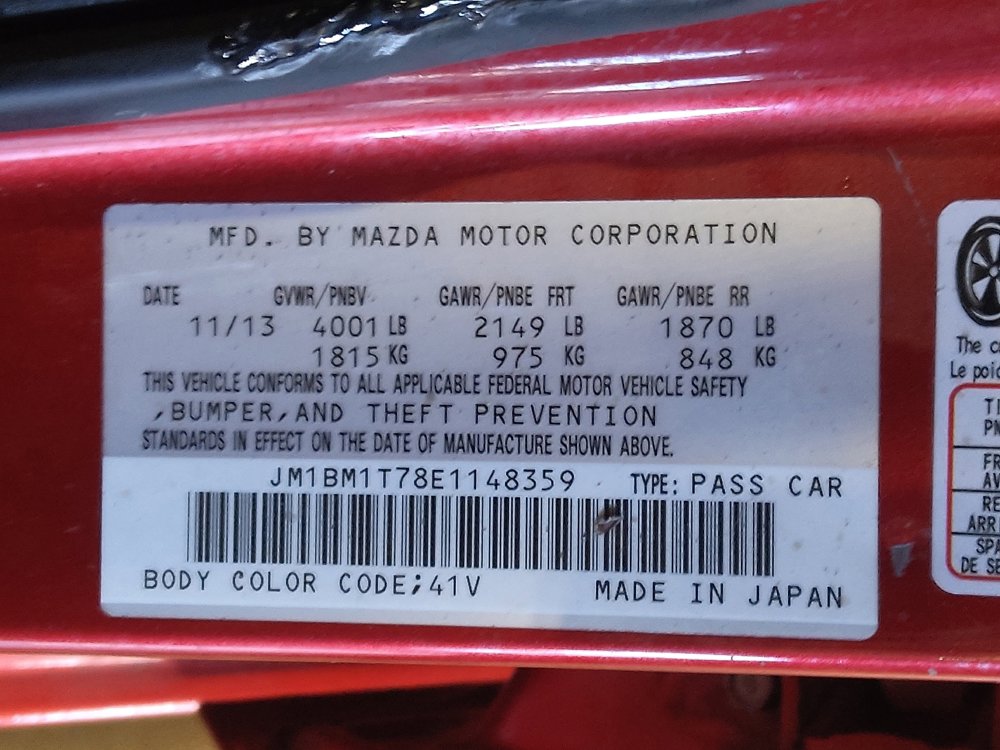 MFD. BY MAZDA MOTOR CORPORATION
DATE GVWR/PNBV GAWR/PNBE FRT GAWR/PNBE RR
11/13 4001 LB 2149 LB 1870 LB
1815 KG 975 KG 848 KG
THIS VEHICLE CONFORMS TO ALL APPLICABLE FEDERAL MOTOR VEHICLE SAFETY
,BUMPER,AND THEFT PREVENTION
STANDARDS IN EFFECT ON THE DATE OF MANUFACTURE SHOWN ABOVE.
JM1BM1T78E1148359 TYPE: PASS CAR
BODY COLOR CODE;41V MADE IN JAPAN
The
Le
DE